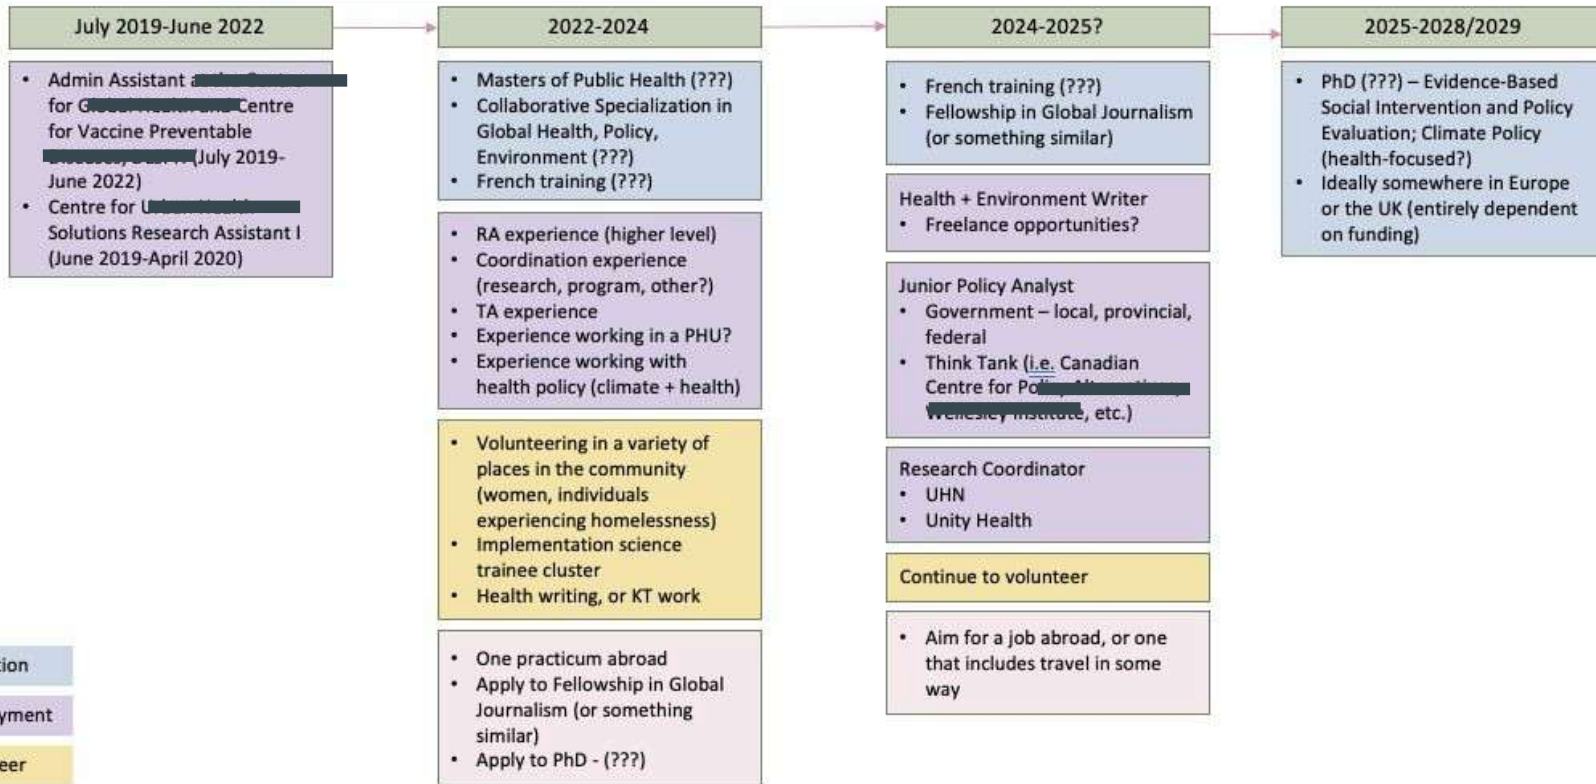 July 2019-June 2022
• Admin Assistant
for Centre
for Vaccine Preventable
(July 2019-
June 2022)
• Centre for
Solutions Research Assistant I
(June 2019-April 2020)
2022-2024
• Masters of Public Health (???)
• Collaborative Specialization in
Global Health, Policy,
Environment (???)
• French training (???)
• RA experience (higher level)
• Coordination experience
(research, program, other?)
• TA experience
• Experience working in a PHU?
• Experience working with
health policy (climate + health)
• Volunteering in a variety of
places in the community
(women, individuals
experiencing homelessness)
• Implementation science
trainee cluster
• Health writing, or KT work
• One practicum abroad
• Apply to Fellowship in Global
Journalism (or something
similar)
• Apply to PhD - (???)
2024-2025?
• French training (???)
• Fellowship in Global Journalism
(or something similar)
Health + Environment Writer
• Freelance opportunities?
Junior Policy Analyst
• Government – local, provincial,
federal
• Think Tank (i.e. Canadian
Centre for
etc.)
Research Coordinator
• UHN
• Unity Health
Continue to volunteer
• Aim for a job abroad, or one
that includes travel in some
way
2025-2028/2029
• PhD (???) – Evidence-Based
Social Intervention and Policy
Evaluation; Climate Policy
(health-focused?)
• Ideally somewhere in Europe
or the UK (entirely dependent
on funding)
tion
yment
eer